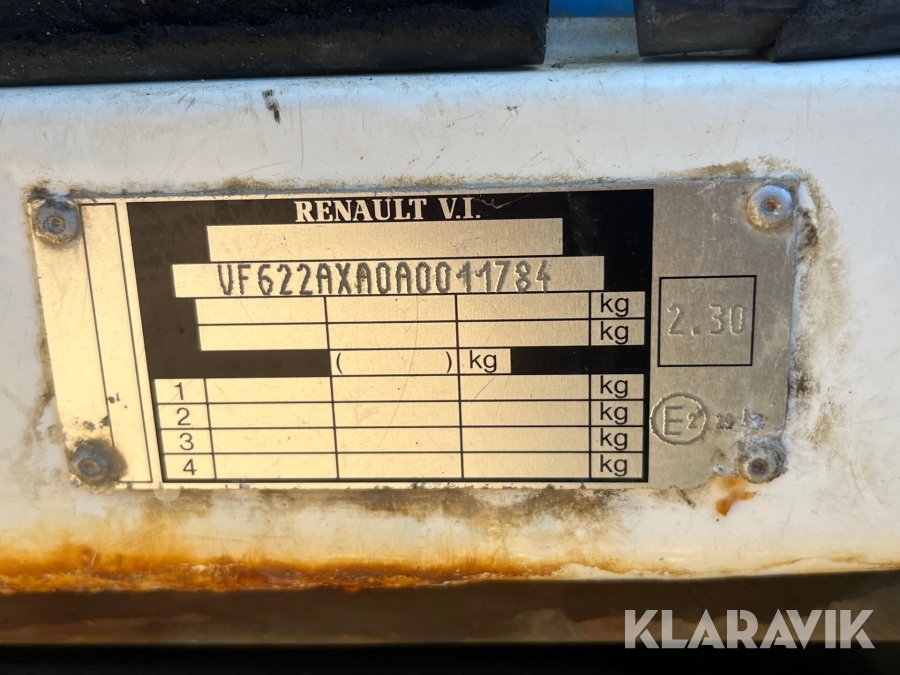 RENAULT V.I.
VF622AXA0A0011784
kg
kg
( ) kg
1 kg
2 kg
3 kg
4 kg
2.30
E2
KLARAVIK